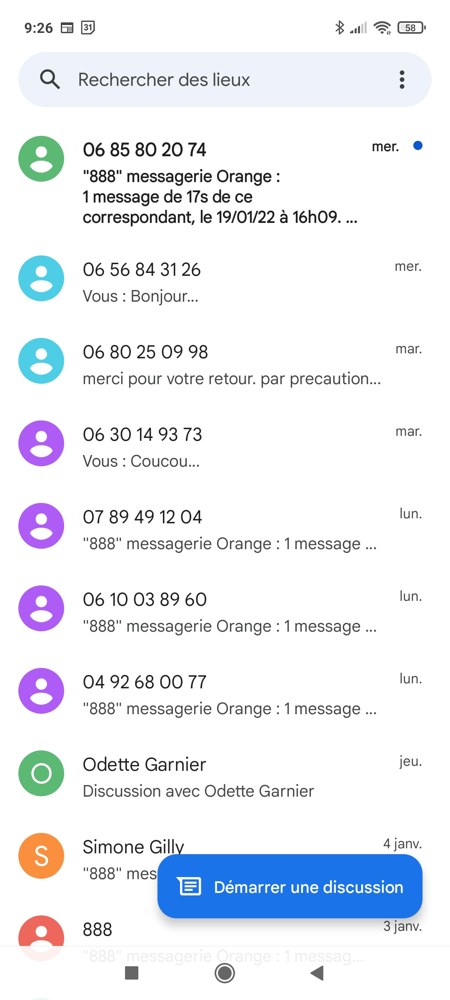 9:26 31 58
Rechercher des lieux
06 85 80 20 74 mer.
"888" messagerie Orange :
1 message de 17s de ce
correspondant, le 19/01/22 à 16h09. ...
06 56 84 31 26 mer.
Vous : Bonjour...
06 80 25 09 98 mar.
merci pour votre retour. par precaution...
06 30 14 93 73 mar.
Vous : Coucou...
07 89 49 12 04 lun.
"888" messagerie Orange : 1 message ...
06 10 03 89 60 lun.
"888" messagerie Orange : 1 message ...
04 92 68 00 77 lun.
"888" messagerie Orange : 1 message ...
O Odette Garnier jeu.
Discussion avec Odette Garnier
S Simone Gilly 4 janv.
"888" mes
Démarrer une discussion
888 3 janv.
"888" messagerie Orange : 1 messag...